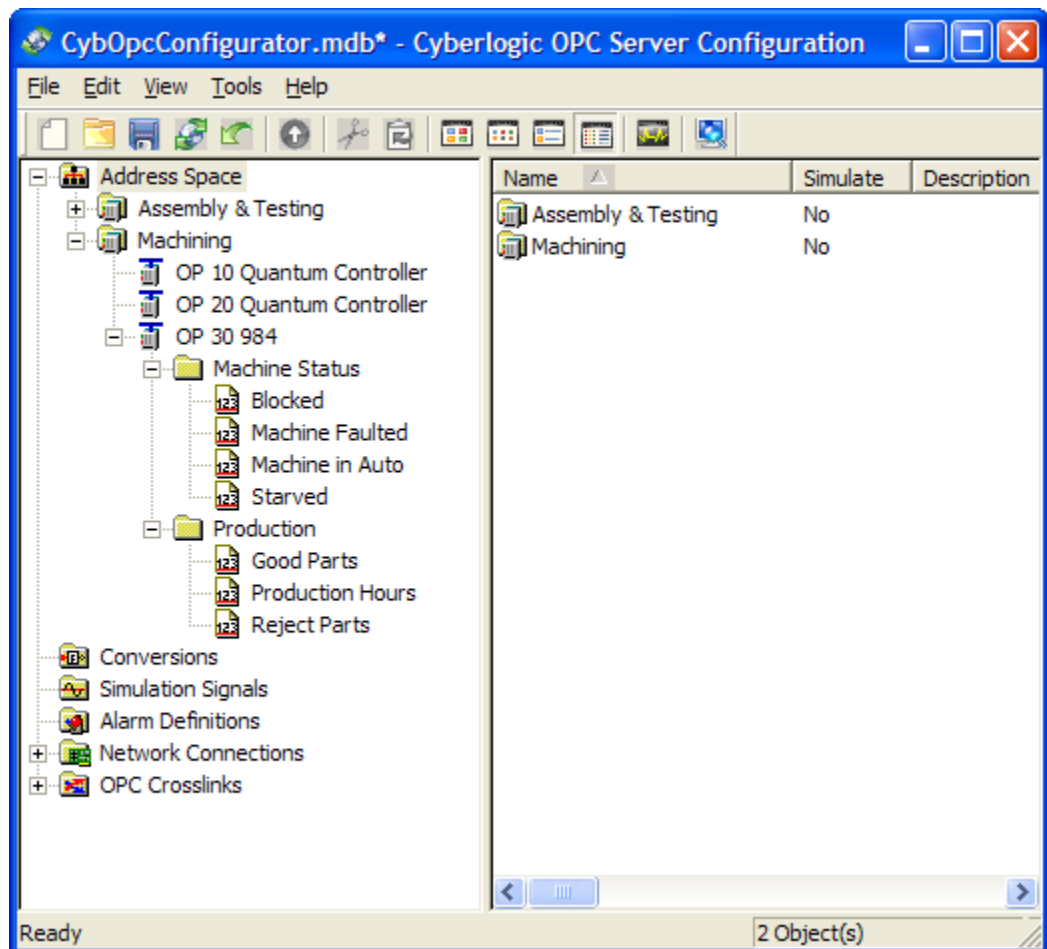 CybOpcConfigurator.mdb* - Cyberlogic OPC Server Configuration
File Edit View Tools Help
Address Space
Assembly & Testing
Machining
OP 10 Quantum Controller
OP 20 Quantum Controller
OP 30 984
Machine Status
Blocked
Machine Faulted
Machine in Auto
Starved
Production
Good Parts
Production Hours
Reject Parts
Conversions
Simulation Signals
Alarm Definitions
Network Connections
OPC Crosslinks
Name Simulate Description
Assembly & Testing No
Machining No
Ready 2 Object(s)